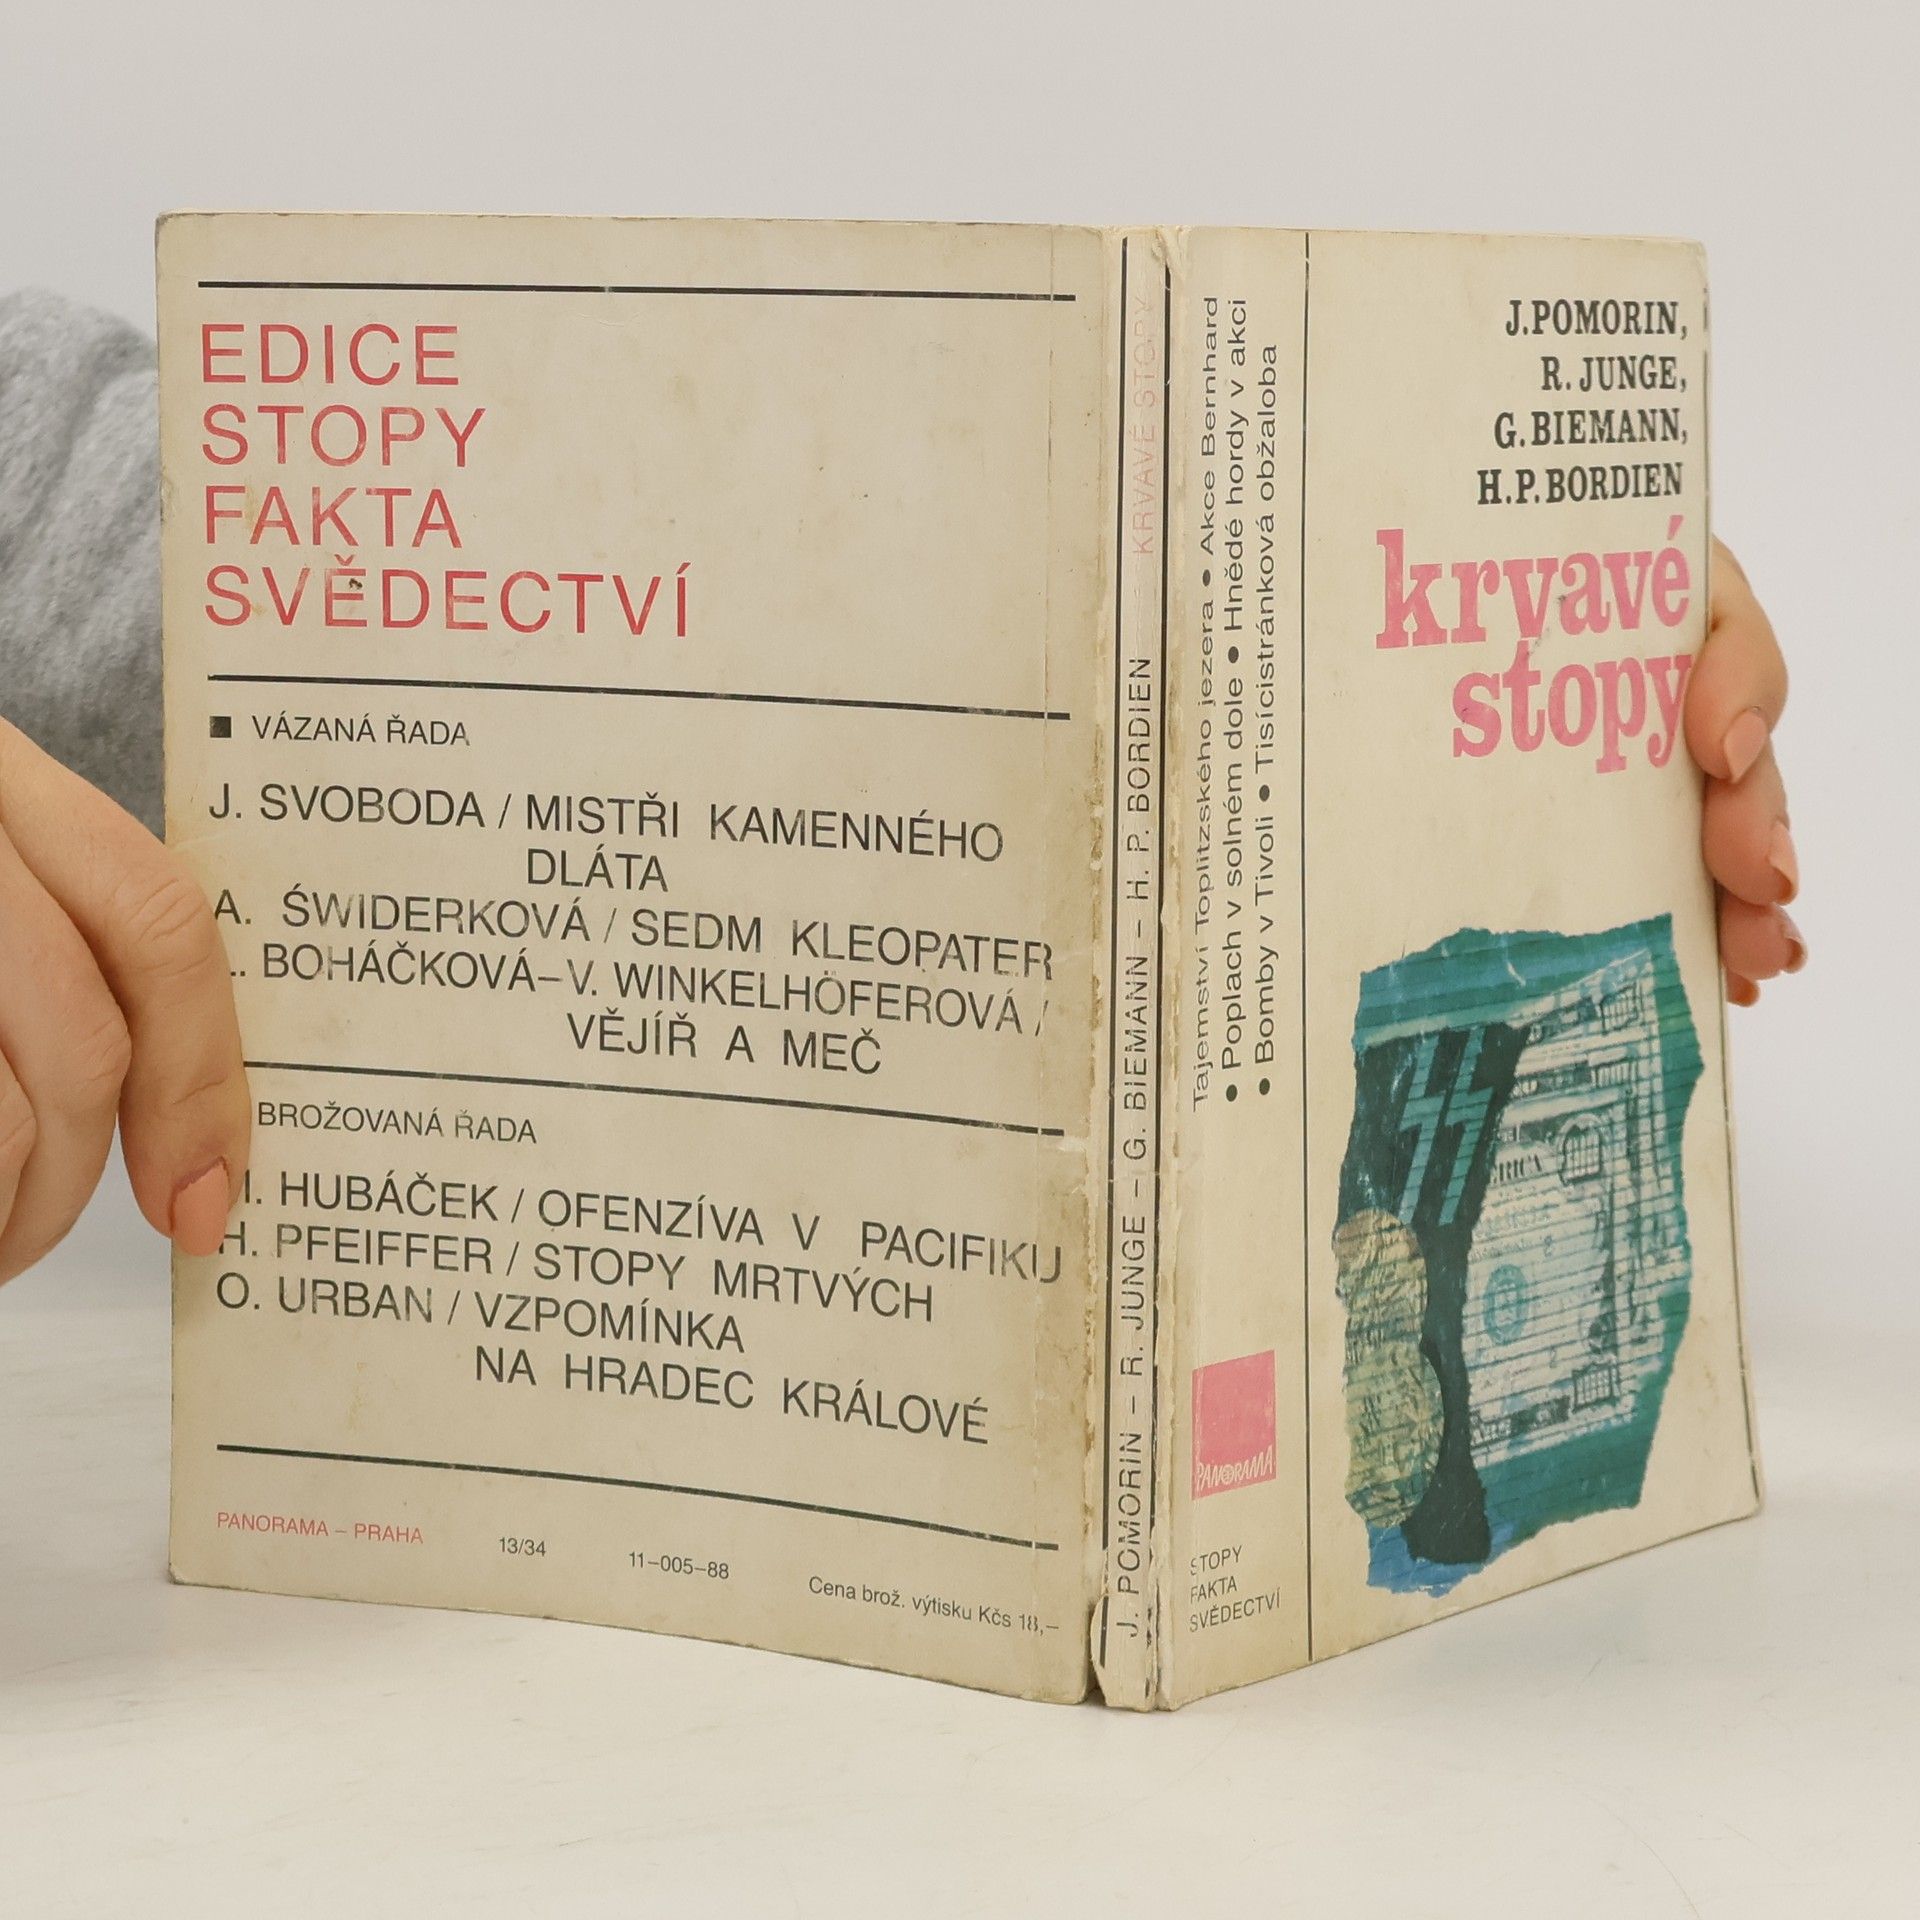 EDICE
STOPY
FAKTA
SVĚDECTVÍ
VÁZANÁ ŘADA
J. SVOBODA / MISTŘI KAMENNÉHO
DLÁTA
A. ŚWIDERKOVÁ / SEDM KLEOPATER
BOHÁČKOVÁ–V. WINKELHÖFEROVÁ /
VĚJÍŘ A MEČ
BROŽOVANÁ ŘADA
HUBÁČEK / OFENZÍVA V PACIFIKU
H. PFEIFFER / STOPY MRTVÝCH
O. URBAN / VZPOMÍNKA
NA HRADEC KRÁLOVÉ
PANORAMA – PRAHA 13/34 11–005–88 Cena brož. výtisku Kčs 18,–
J. POMORIN – R. JUNGE – G. BIEMANN – H. P. BORDIEN KRVAVÉ STOPY
Tajemství Toplitzského jezera ● Akce Bernhard
● Poplach v solném dole ● Hnědé hordy v akci
● Bomby v Tivoli ● Tisícistránková obžaloba
PANORAMA
STOPY
FAKTA
SVĚDECTVÍ
J. POMORIN,
R. JUNGE,
G. BIEMANN,
H. P. BORDIEN
krvavé
stopy